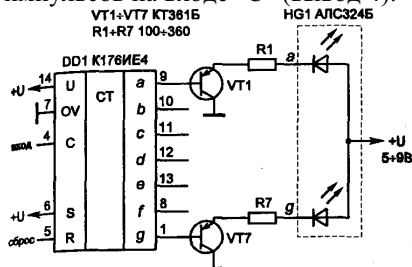 VT1÷VT7 КТ361Б
R1÷R7 100÷360
HG1 АЛС324Б
DD1 К176ИЕ4
+U 14 U CT a 9 VT1 R1 a
7 OV b 10
вход 4 C c 11
d 12
e 13
+U 6 S f 8
сброс 5 R g 1 VT7 R7 g
+U
5÷9В